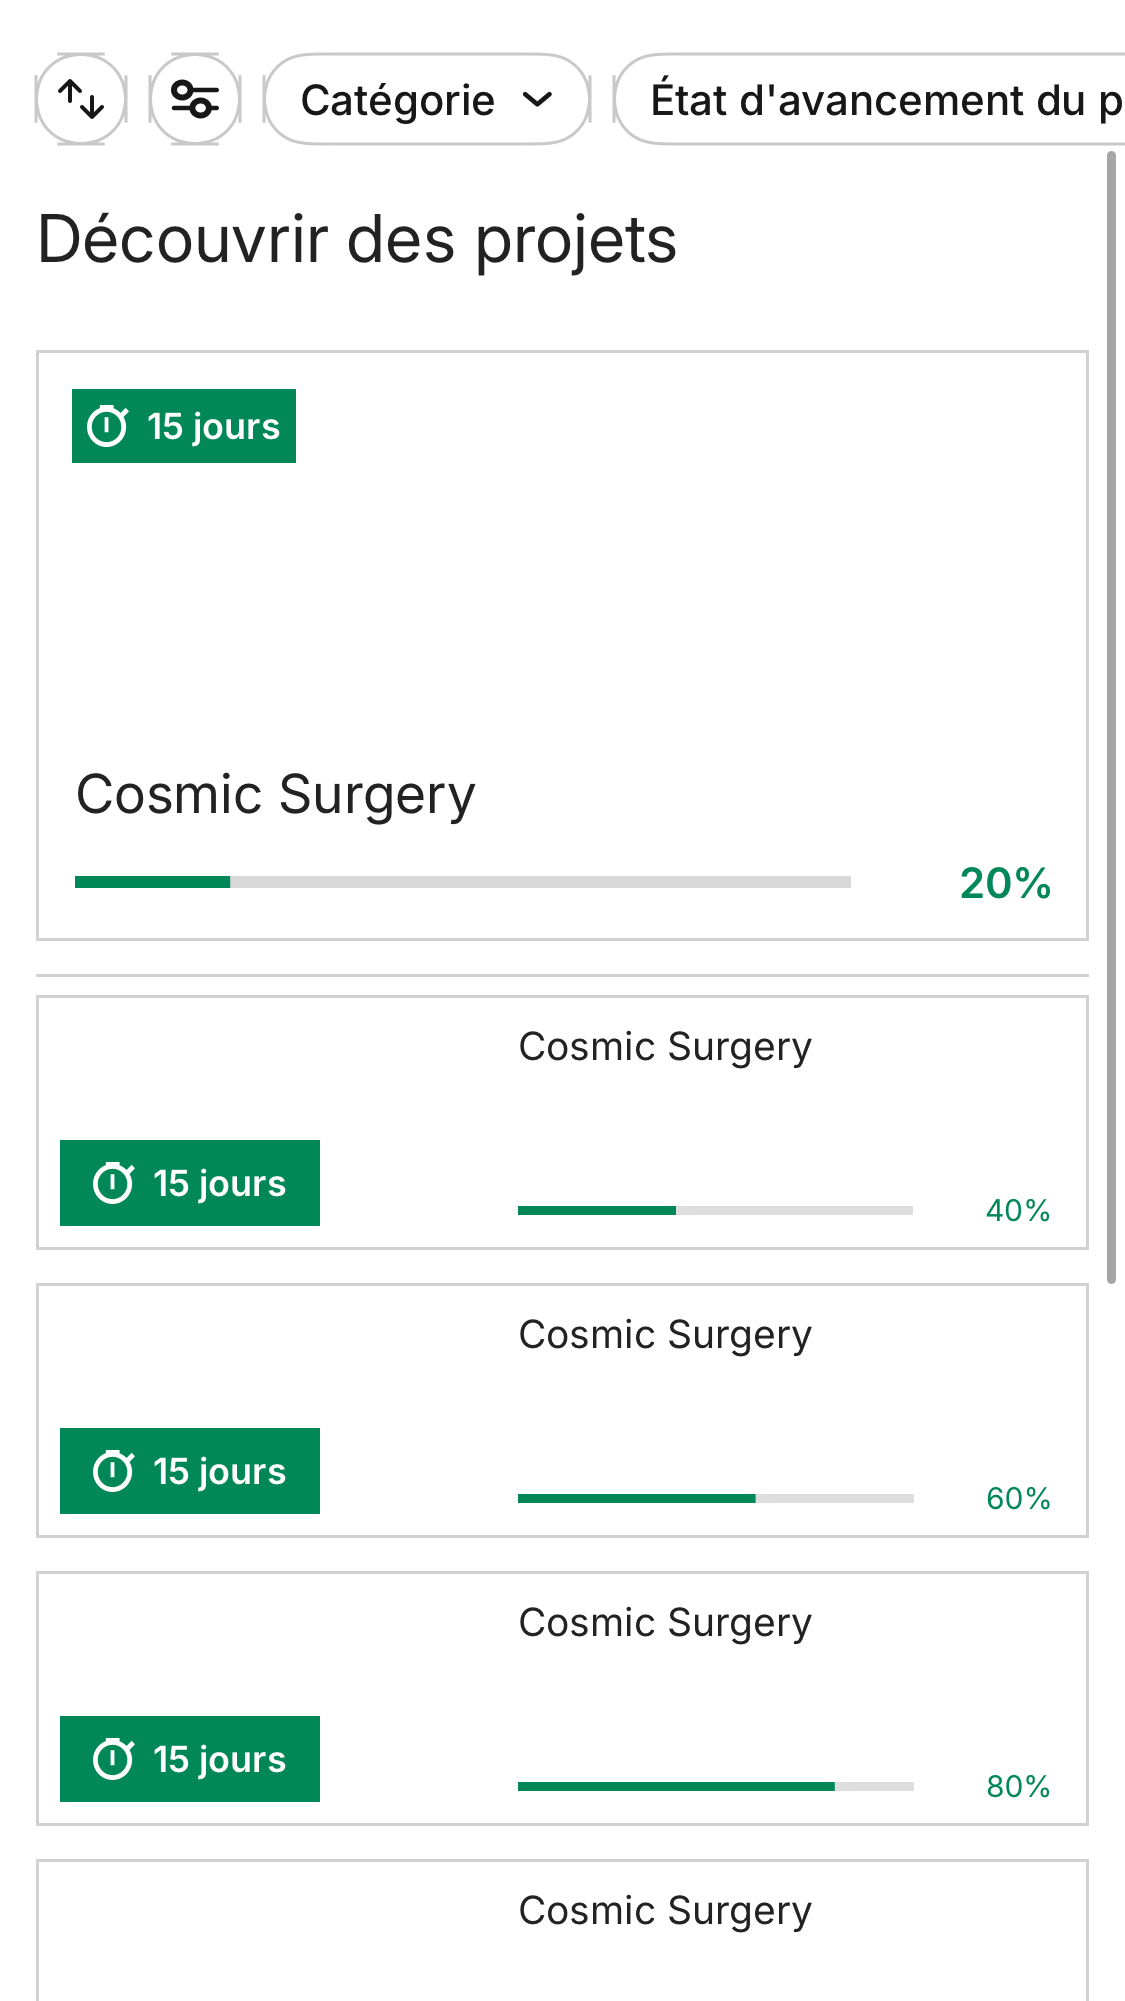 Catégorie
État d'avancement du p
Découvrir des projets
15 jours
Cosmic Surgery
20%
Cosmic Surgery
15 jours
40%
Cosmic Surgery
15 jours
60%
Cosmic Surgery
15 jours
80%
Cosmic Surgery